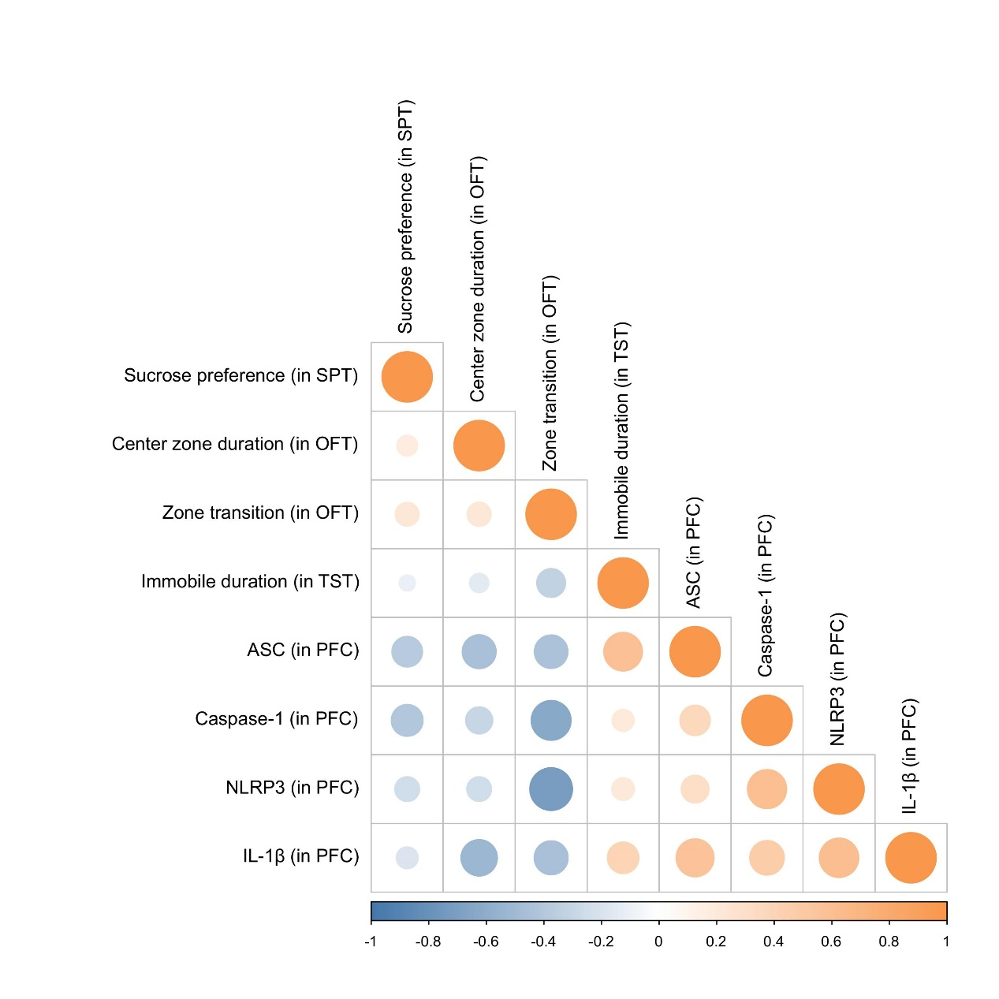 Sucrose preference (in SPT)
Center zone duration (in OFT)
Zone transition (in OFT)
Immobile duration (in TST)
ASC (in PFC)
Caspase-1 (in PFC)
NLRP3 (in PFC)
IL-1β (in PFC)
Sucrose preference (in SPT)
Center zone duration (in OFT)
Zone transition (in OFT)
Immobile duration (in TST)
ASC (in PFC)
Caspase-1 (in PFC)
NLRP3 (in PFC)
IL-1β (in PFC)
-1 -0.8 -0.6 -0.4 -0.2 0 0.2 0.4 0.6 0.8 1